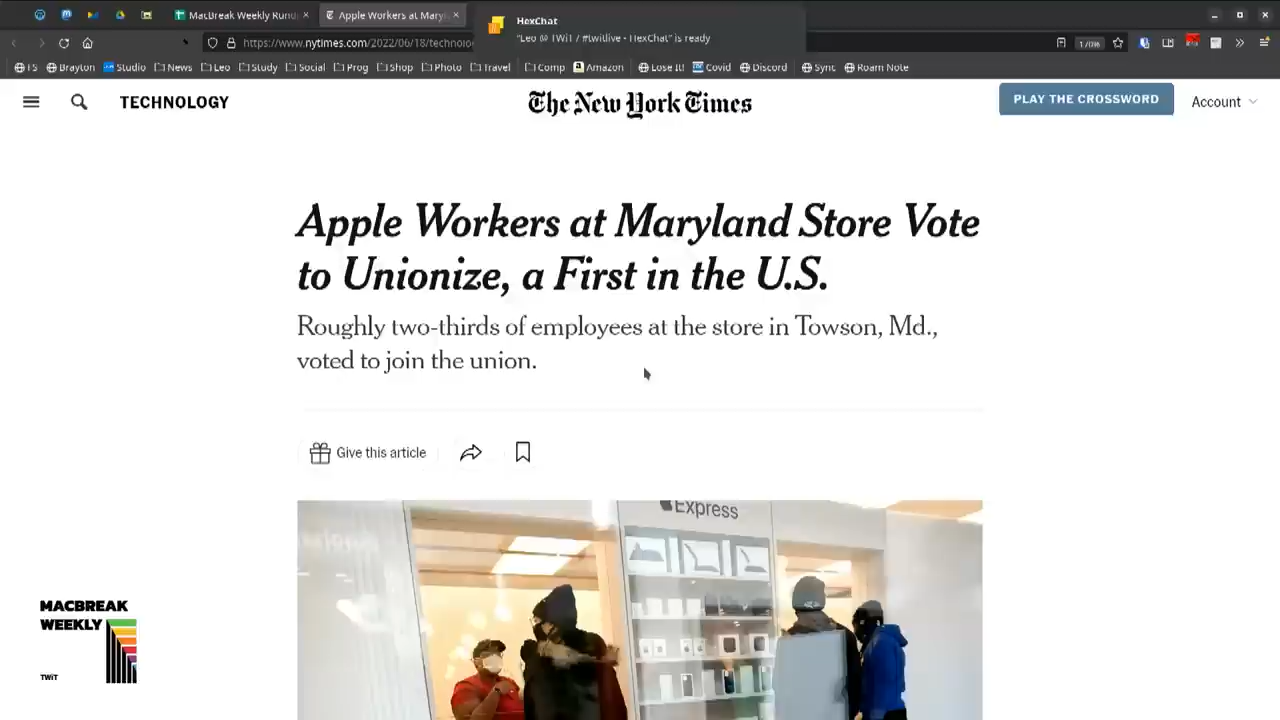 HexChat
"Leo @ TWiT / #twitlive - HexChat" is ready
MacBreak Weekly Rund
Apple Workers at Mary
https://www.nytimes.com/2022/06/18/technolo
170%
TS
Brayton
Studio
News
Leo
Study
Social
Prog
Shop
Photo
Travel
Comp
Amazon
Lose It!
Covid
Discord
Sync
Roam Note
TECHNOLOGY
The New York Times
PLAY THE CROSSWORD
Account
Apple Workers at Maryland Store Vote
to Unionize, a First in the U.S.
Roughly two-thirds of employees at the store in Towson, Md.,
voted to join the union.
Give this article
Express
MACBREAK
WEEKLY
TWiT